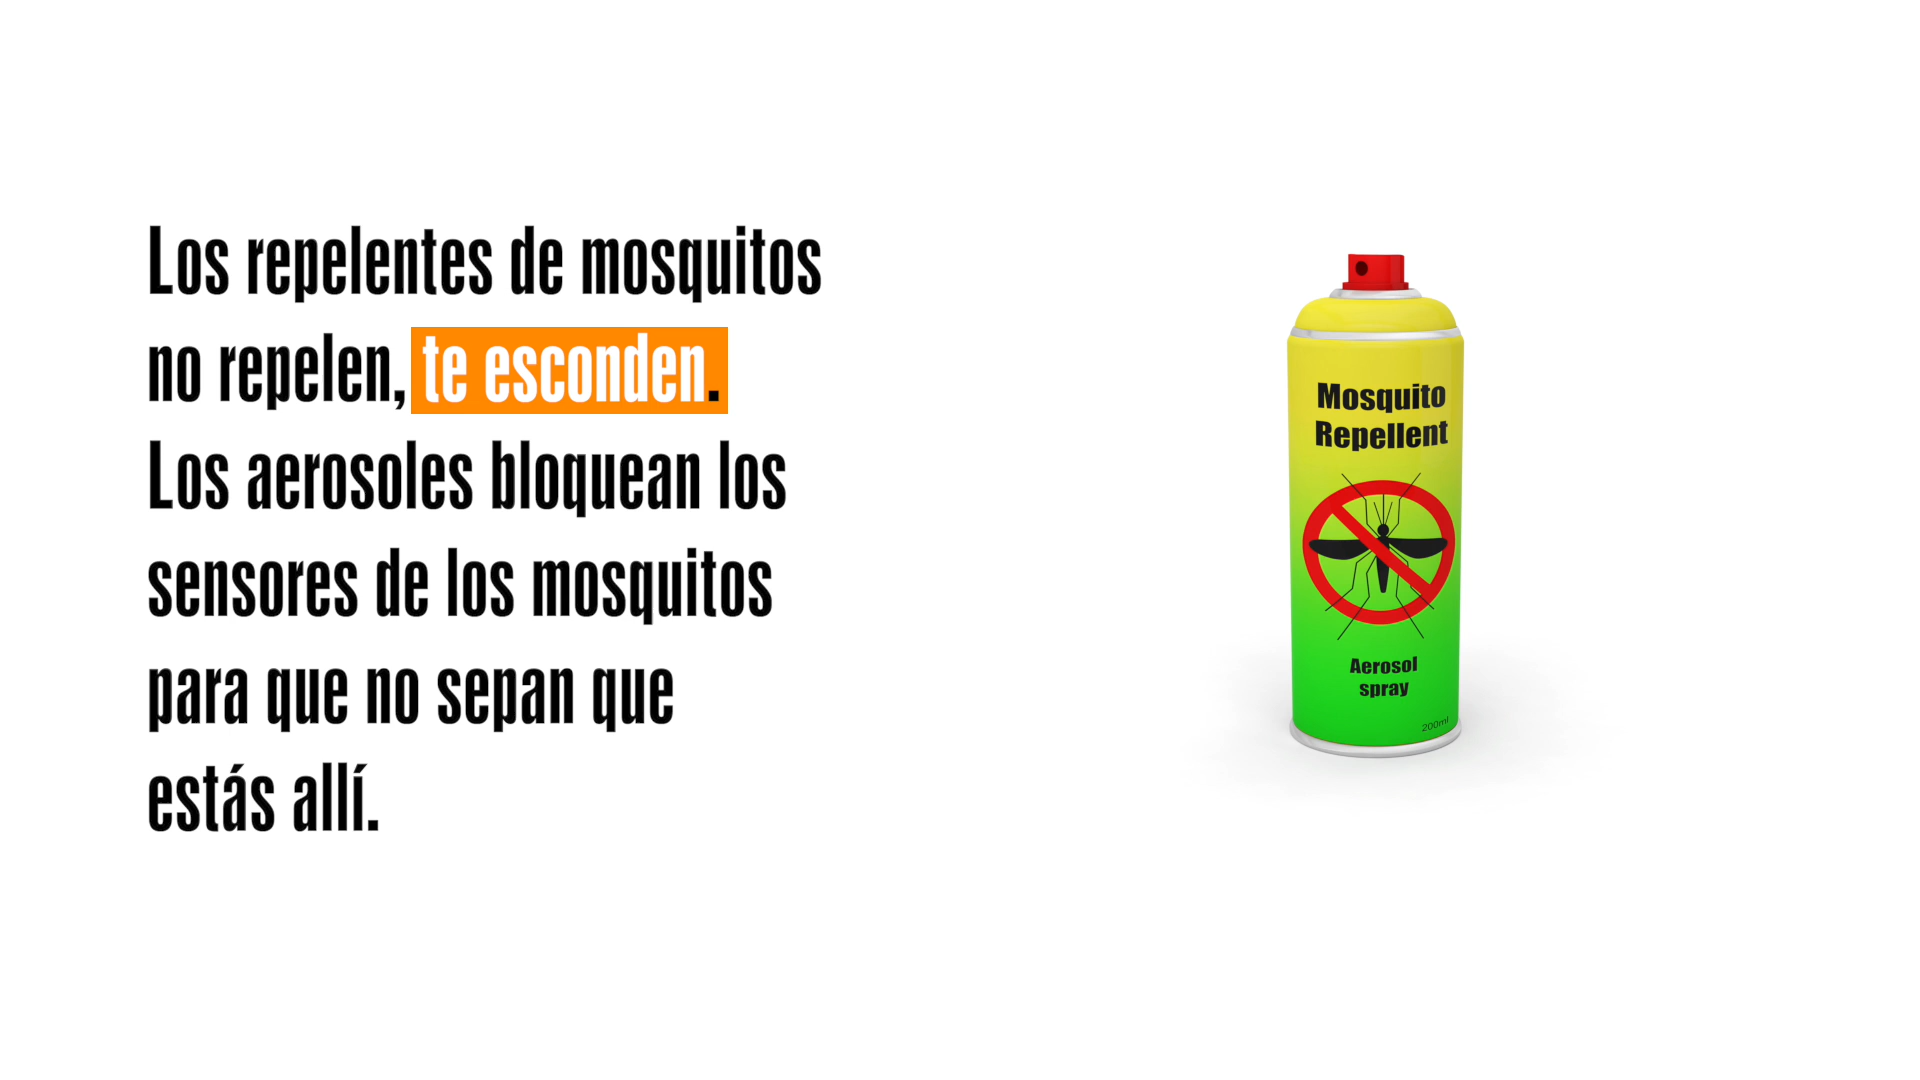 Los repelentes de mosquitos
no repelen, te esconden.
Los aerosoles bloquean los
sensores de los mosquitos
para que no sepan que
estás allí.
Mosquito
Repellent
Aerosol
spray
200ml